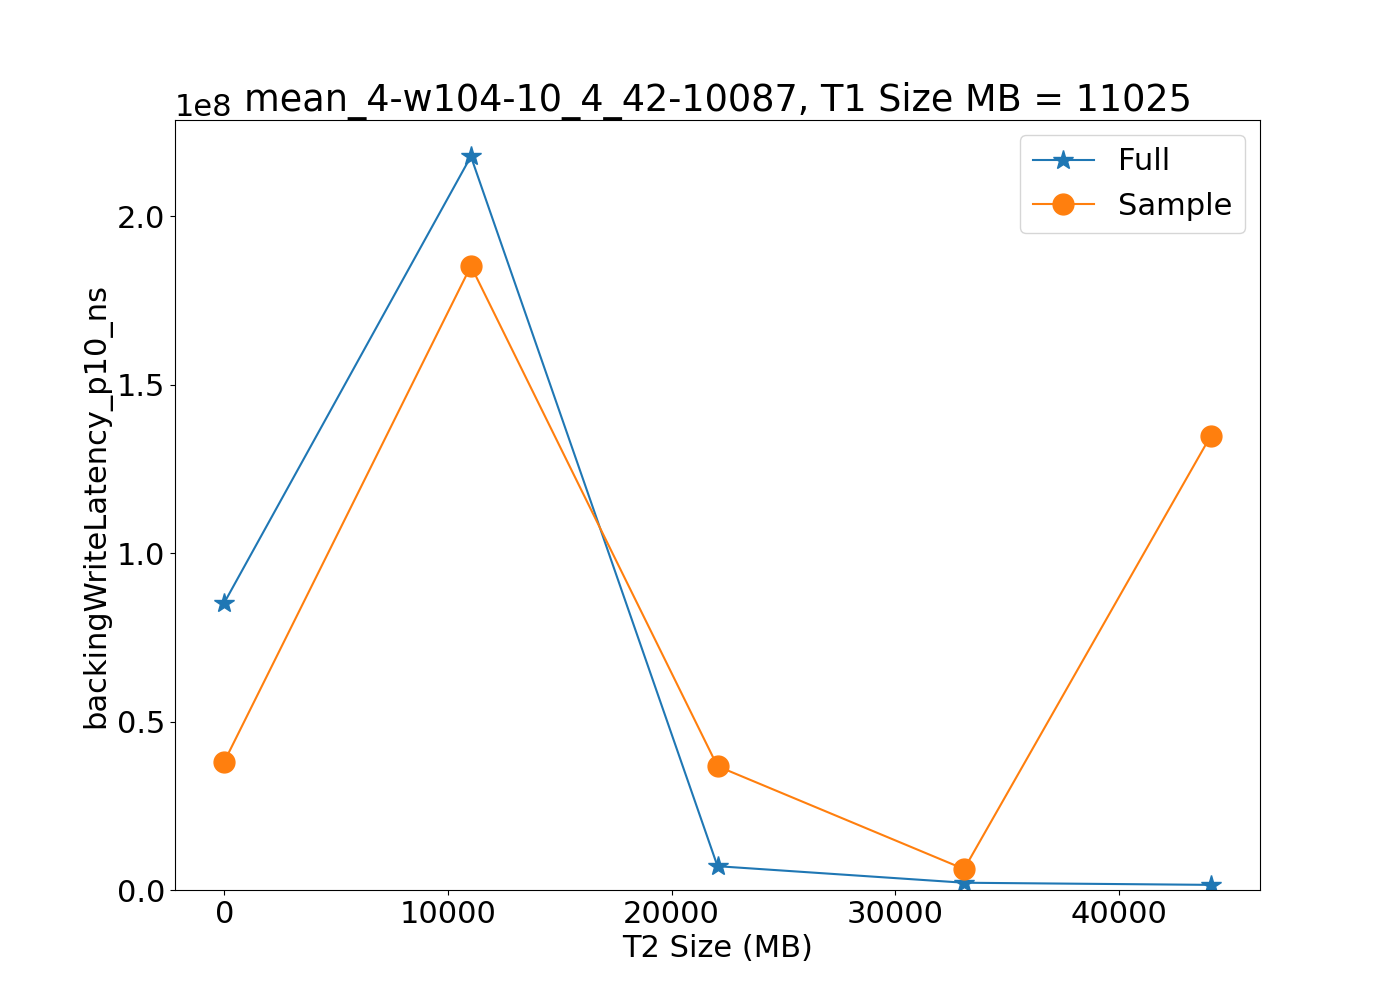 1e8
mean_4-w104-10_4_42-10087, T1 Size MB = 11025
Full
Sample
backingWriteLatency_p10_ns
2.0
1.5
1.0
0.5
0.0
0 10000 20000 30000 40000
T2 Size (MB)